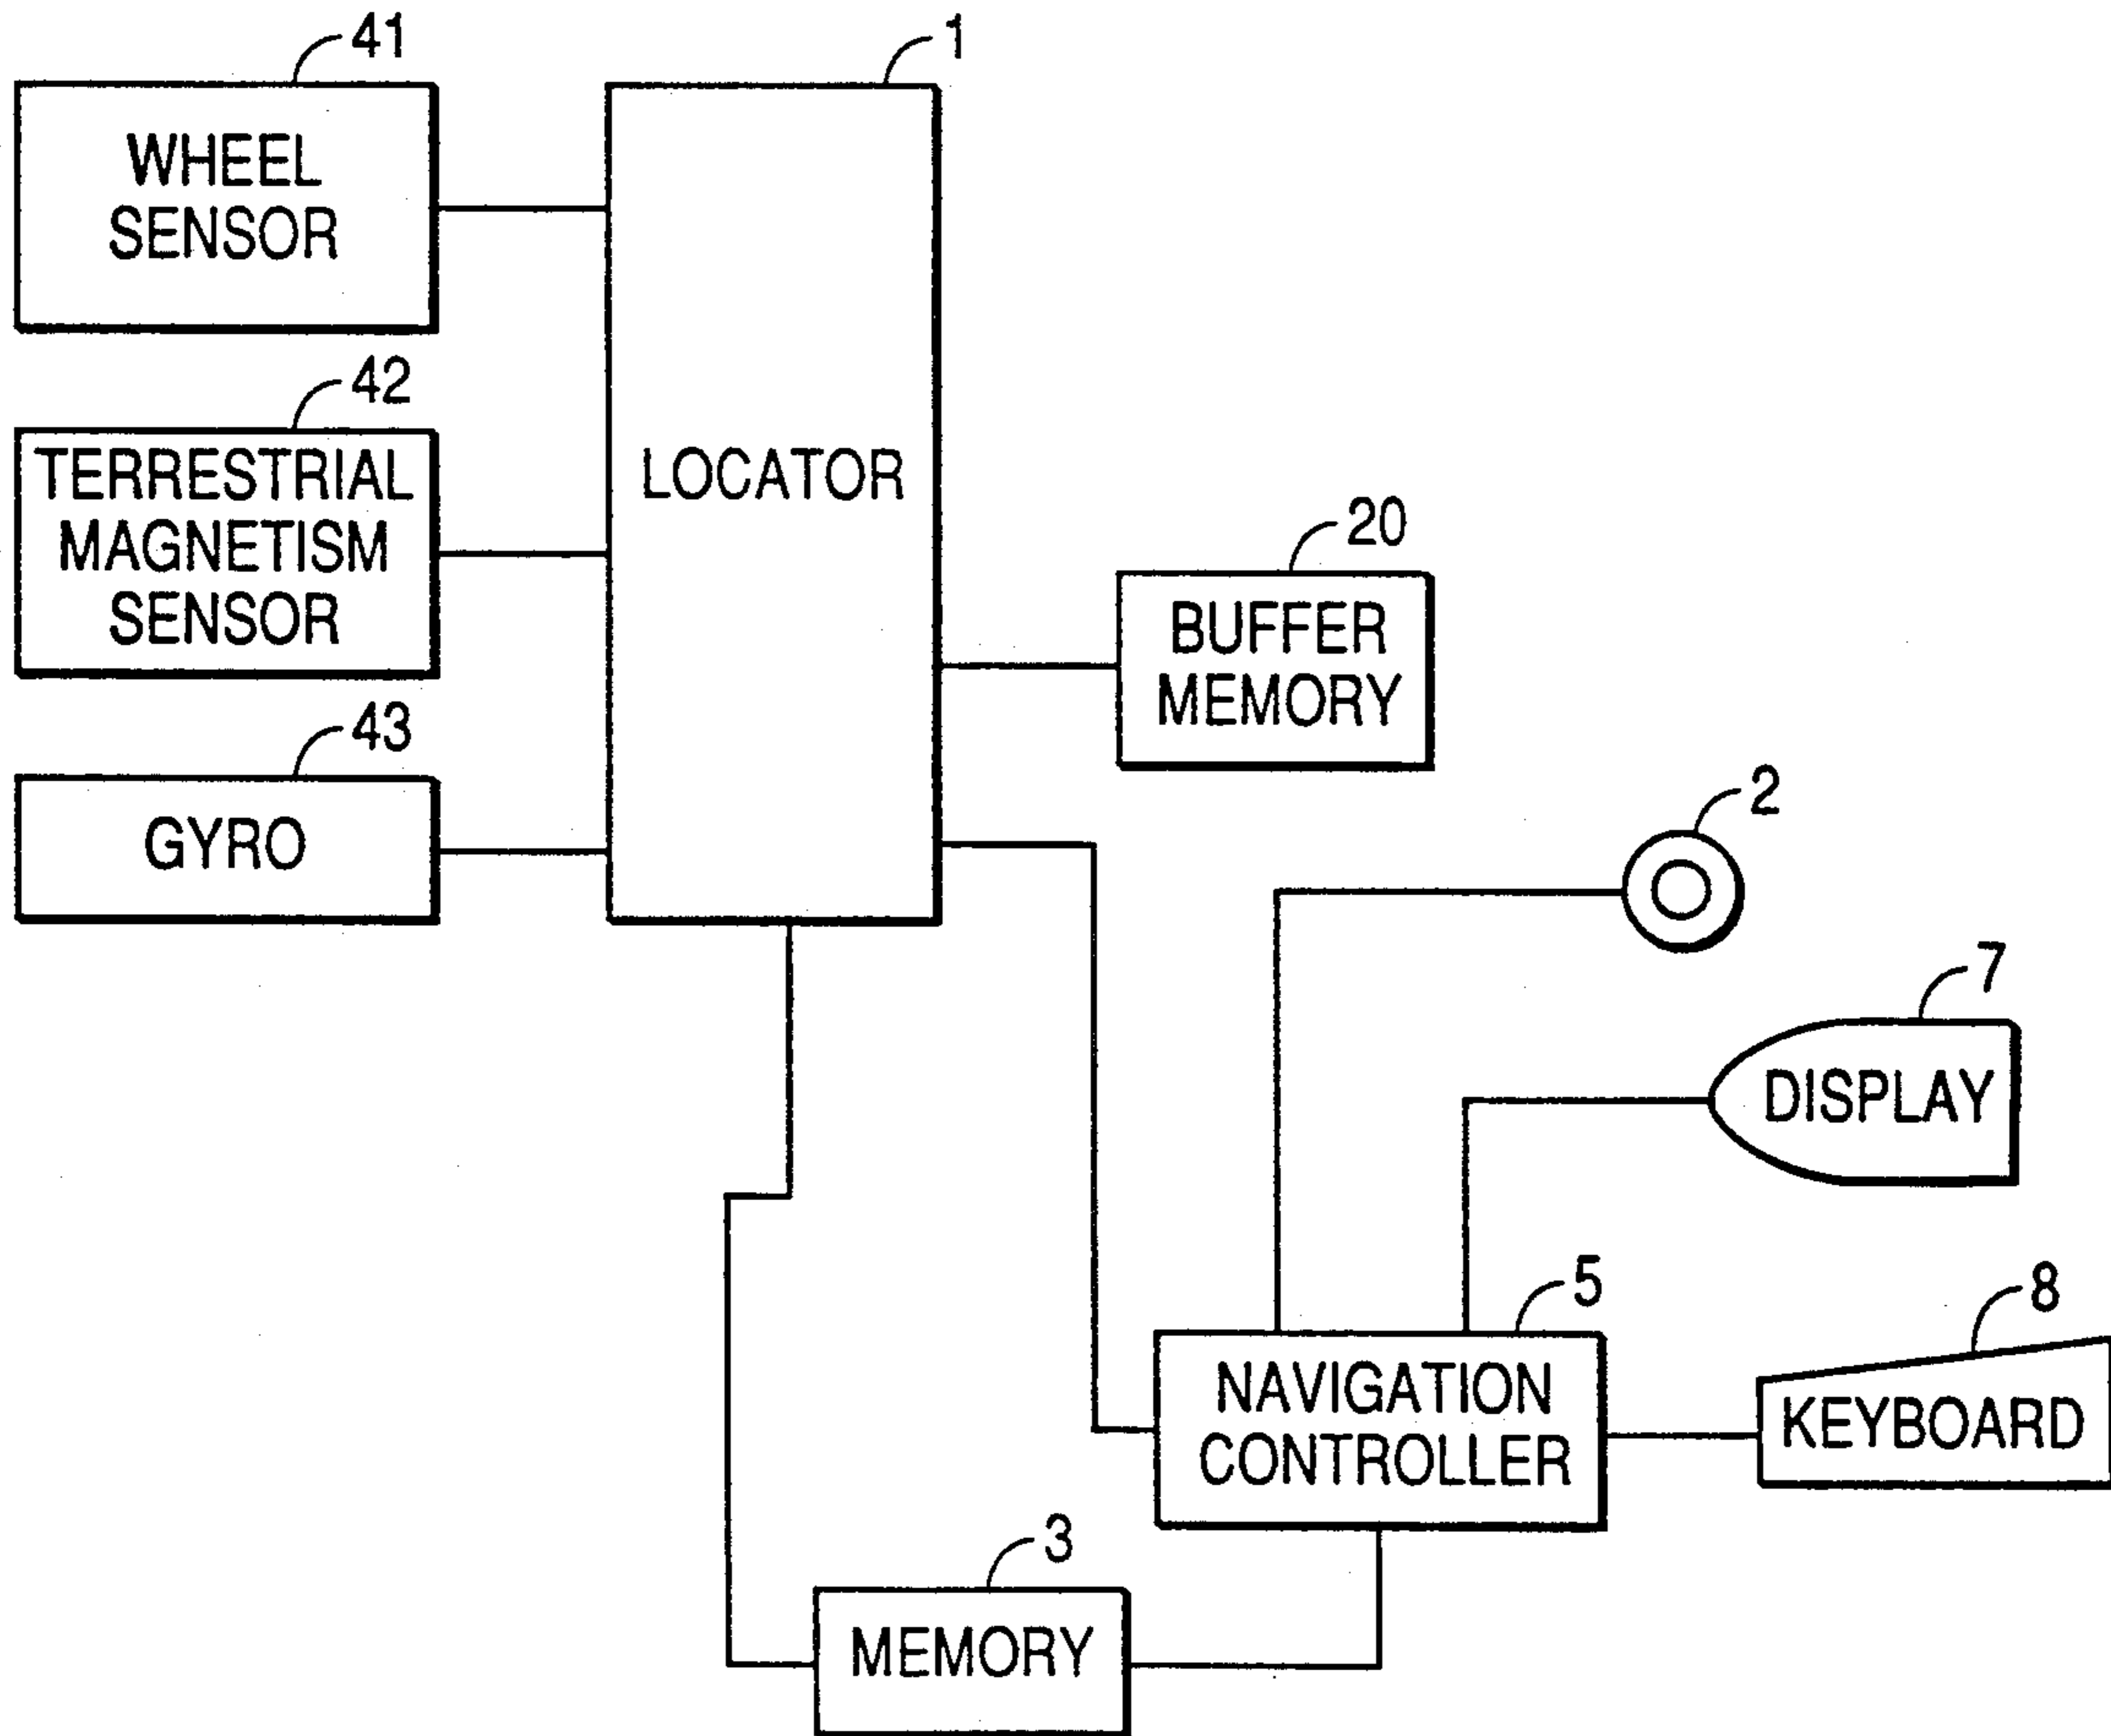 41
WHEEL
SENSOR
1
LOCATOR
42
TERRESTRIAL
MAGNETISM
SENSOR
20
BUFFER
MEMORY
43
GYRO
2
7
DISPLAY
5
NAVIGATION
CONTROLLER
8
KEYBOARD
3
MEMORY